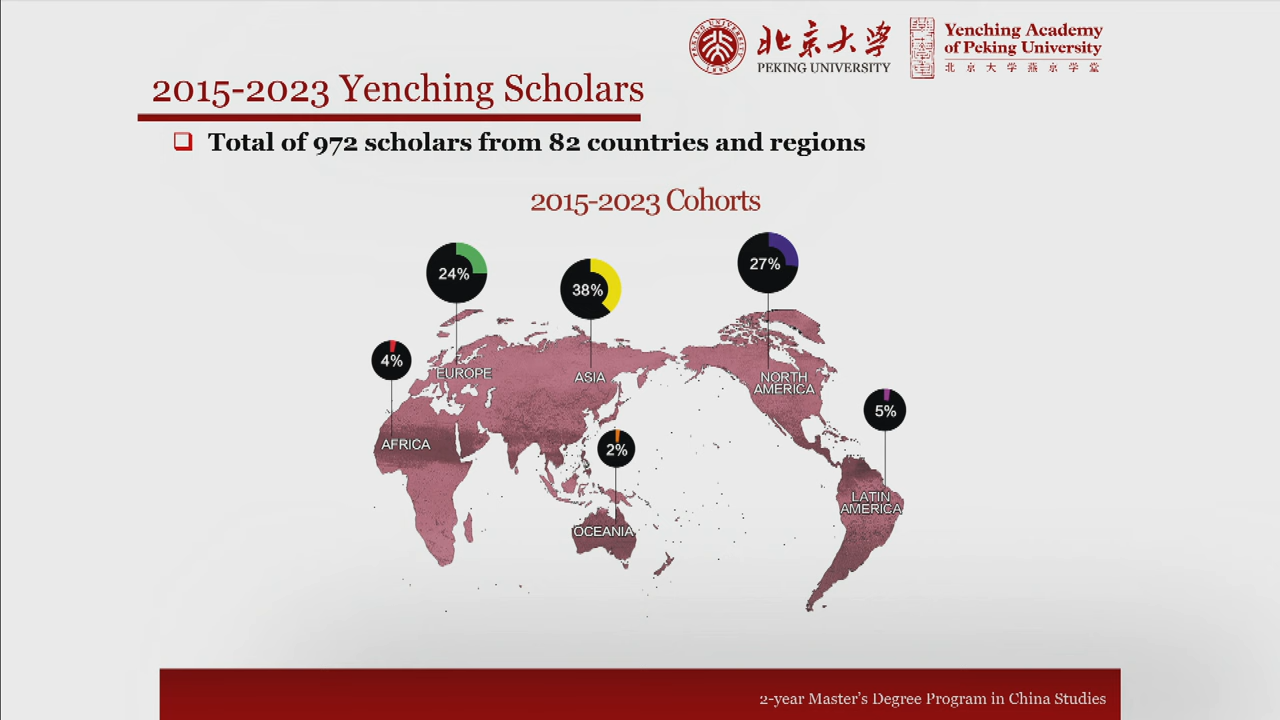 北京大学
PEKING UNIVERSITY
Yenching Academy
of Peking University
北京大学燕京学堂
2015-2023 Yenching Scholars
Total of 972 scholars from 82 countries and regions
2015-2023 Cohorts
24%
38%
27%
4%
EUROPE
ASIA
NORTH
AMERICA
5%
AFRICA
2%
LATIN
AMERICA
OCEANIA
2-year Master's Degree Program in China Studies